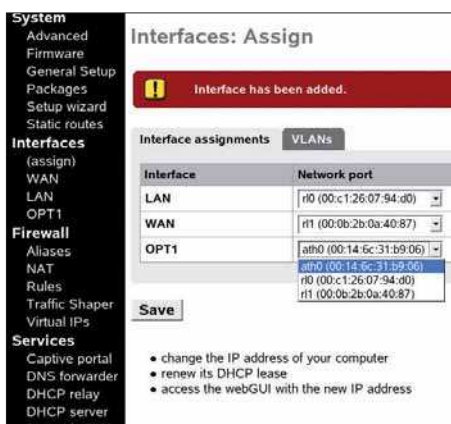 System
Advanced
Firmware
General Setup
Packages
Setup wizard
Static routes
Interfaces
(assign)
WAN
LAN
OPT1
Firewall
Aliases
NAT
Rules
Traffic Shaper
Virtual IPs
Services
Captive portal
DNS forwarder
DHCP relay
DHCP server
Interfaces: Assign
Interface has been added.
Interface assignments VLANs
Interface Network port
LAN rl0 (00:c1:26:07:94:d0)
WAN rl1 (00:0b:2b:0a:40:87)
OPT1 ath0 (00:14:6c:31:b9:06)
ath0 (00:14:6c:31:b9:06)
rl0 (00:c1:26:07:94:d0)
rl1 (00:0b:2b:0a:40:87)
Save
• change the IP address of your computer
• renew its DHCP lease
• access the webGUI with the new IP address